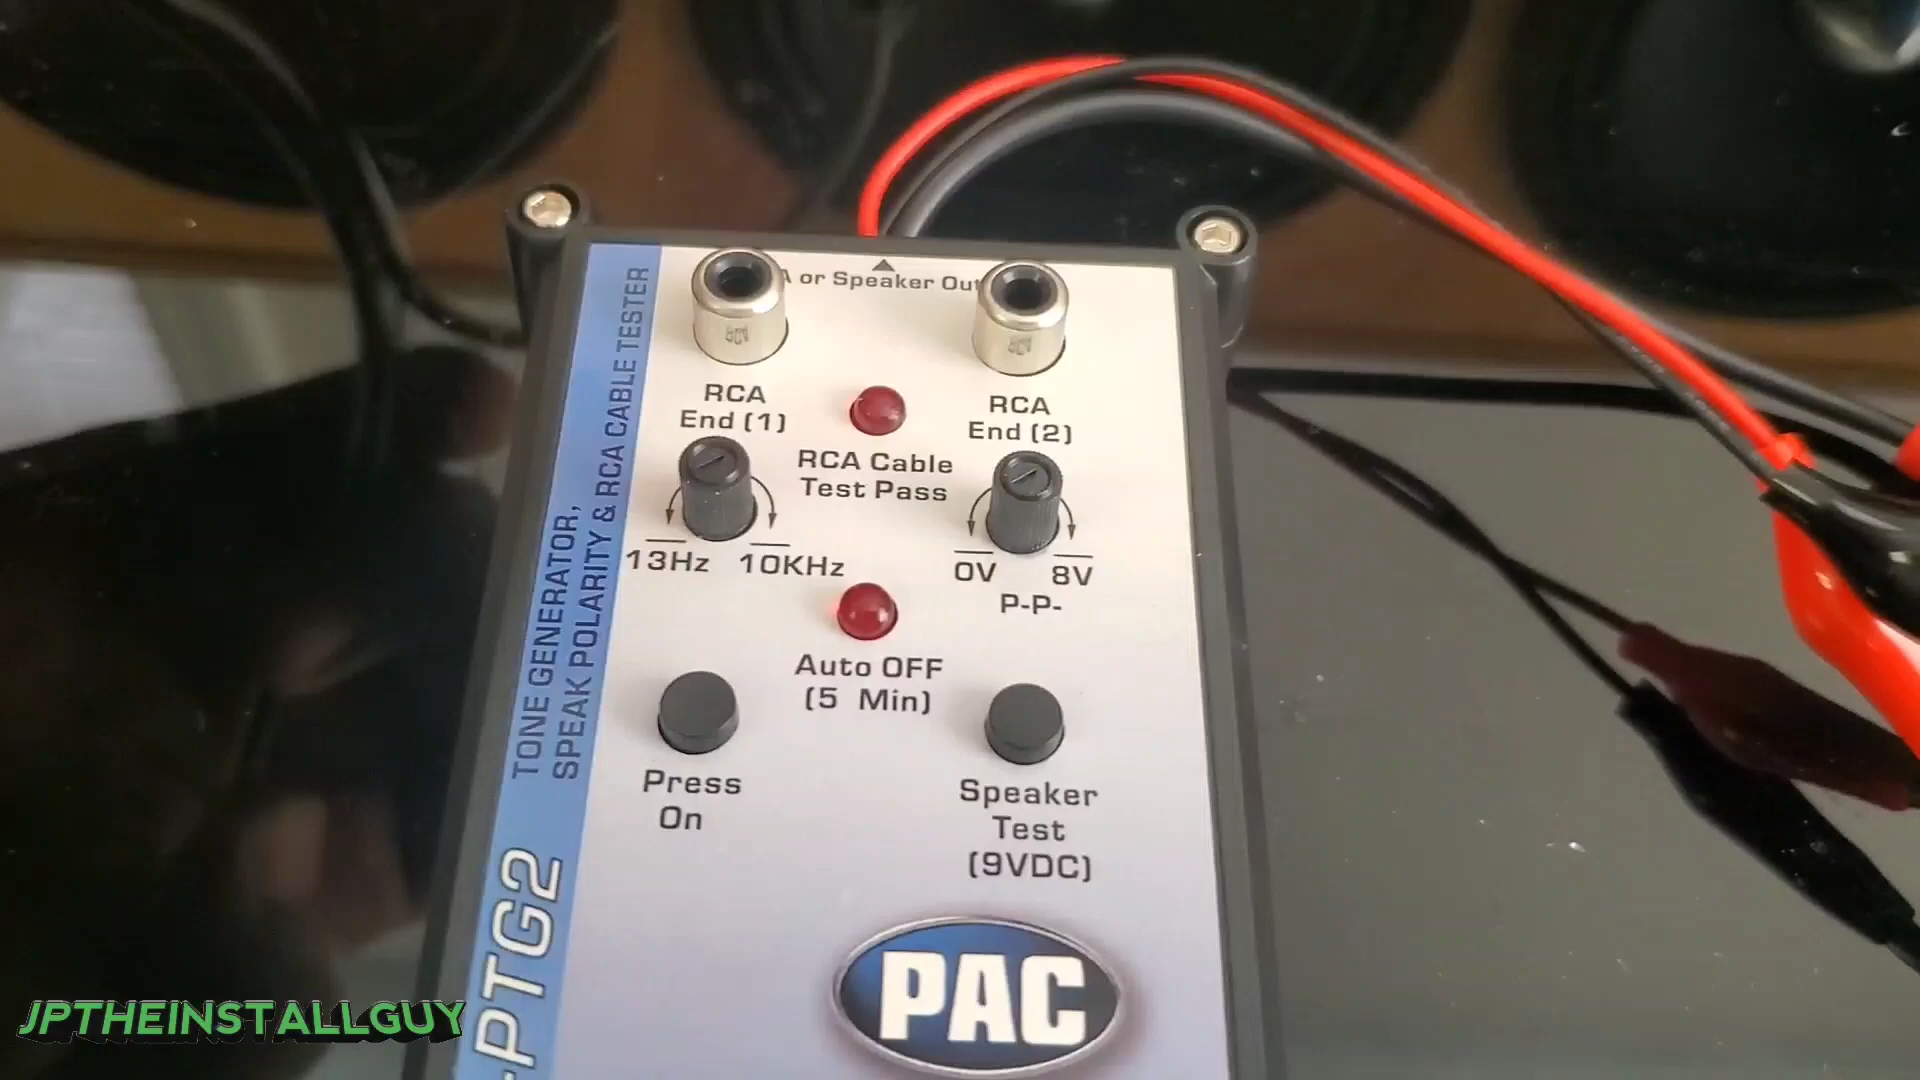 or Speaker Out
RCA
End (1)
RCA
End (2)
RCA Cable
Test Pass
13Hz
10KHz
0V
8V
P-P-
Auto OFF
(5 Min)
Press
On
Speaker
Test
(9VDC)
TONE GENERATOR,
SPEAK POLARITY & RCA CABLE TESTER
-PTG2
PAC
JPTHEINSTALLGUY